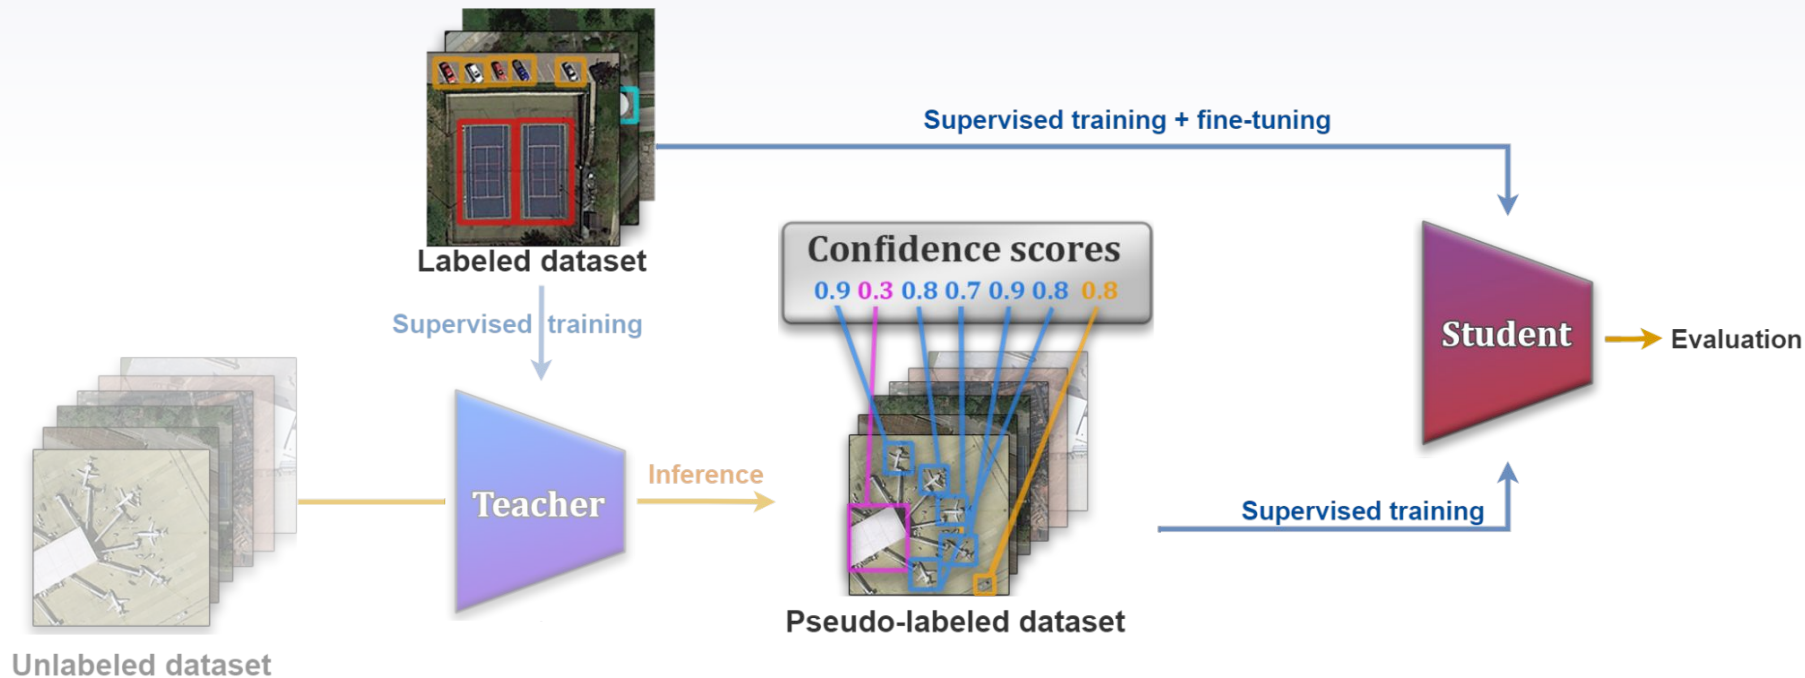 Supervised training + fine-tuning
Labeled dataset
Confidence scores
0.9 0.3 0.8 0.7 0.9 0.8 0.8
Supervised training
Student
Evaluation
Inference
Teacher
Supervised training
Pseudo-labeled dataset
Unlabeled dataset